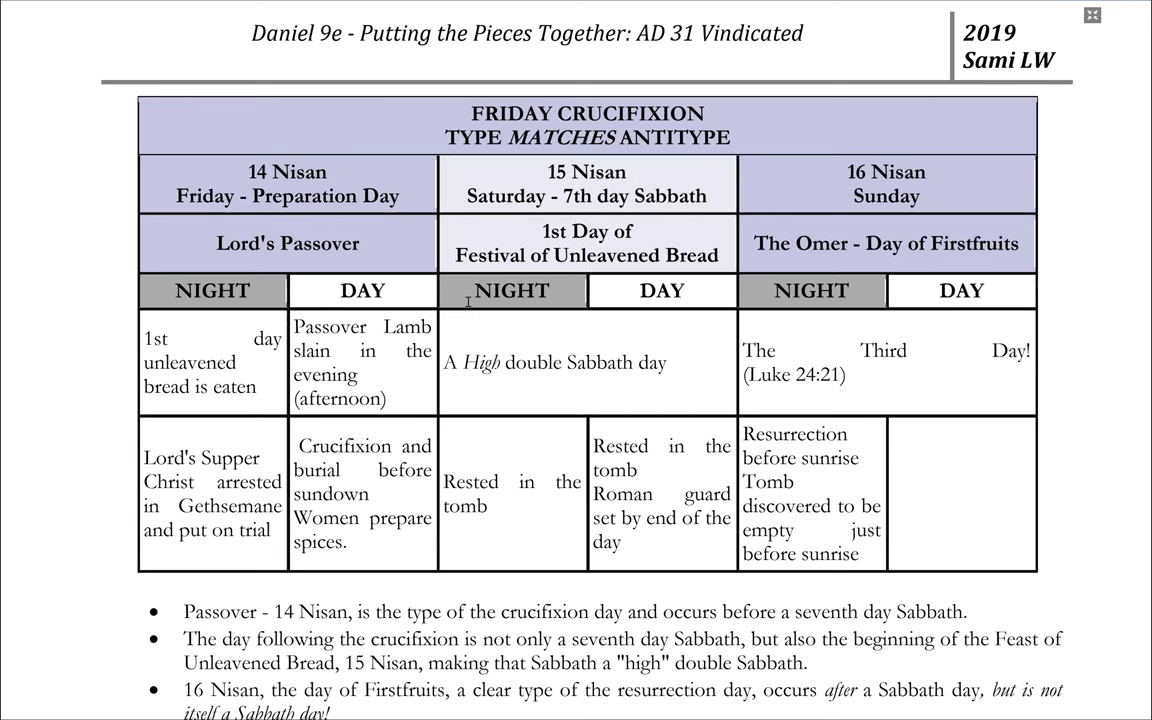 Daniel 9e - Putting the Pieces Together: AD 31 Vindicated
2019
Sami LW
FRIDAY CRUCIFIXION
TYPE MATCHES ANTITYPE
14 Nisan
Friday - Preparation Day
15 Nisan
Saturday - 7th day Sabbath
16 Nisan
Sunday
Lord's Passover
1st Day of
Festival of Unleavened Bread
The Omer - Day of Firstfruits
NIGHT
DAY
NIGHT
DAY
NIGHT
DAY
1st day
unleavened
bread is eaten
Passover Lamb
slain in the
evening
(afternoon)
A High double Sabbath day
The Third Day!
(Luke 24:21)
Lord's Supper
Christ arrested
in Gethsemane
and put on trial
Crucifixion and
burial before
sundown
Women prepare
spices.
Rested in the
tomb
Rested in the
tomb
Roman guard
set by end of the
day
Resurrection
before sunrise
Tomb
discovered to be
empty just
before sunrise
• Passover - 14 Nisan, is the type of the crucifixion day and occurs before a seventh day Sabbath.
• The day following the crucifixion is not only a seventh day Sabbath, but also the beginning of the Feast of
Unleavened Bread, 15 Nisan, making that Sabbath a "high" double Sabbath.
• 16 Nisan, the day of Firstfruits, a clear type of the resurrection day, occurs after a Sabbath day, but is not
itself a Sabbath day!